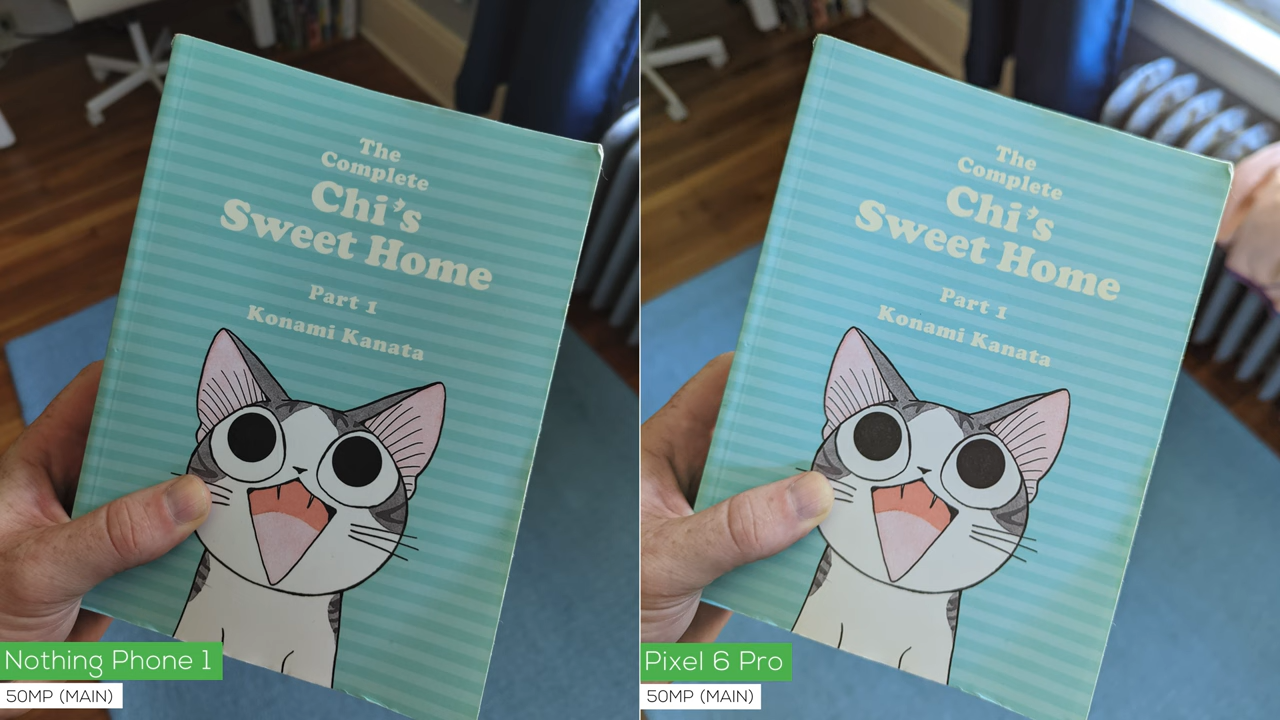 The
Complete
Chi's
Sweet Home
Part 1
Konami Kanata
Nothing Phone 1
50MP (MAIN)
The
Complete
Chi's
Sweet Home
Part 1
Konami Kanata
Pixel 6 Pro
50MP (MAIN)